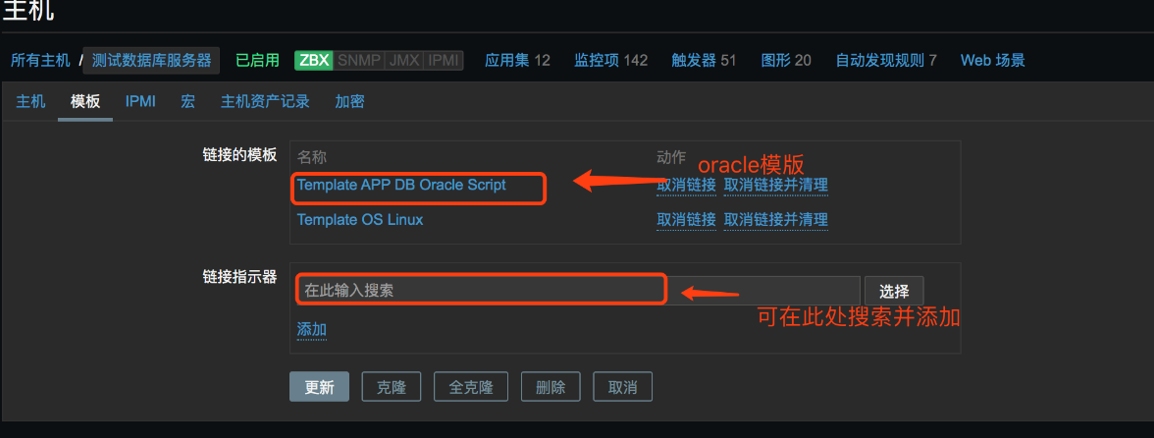 主机
所有主机 / 测试数据库服务器 已启用 ZBX SNMP JMX IPMI 应用集 12 监控项 142 触发器 51 图形 20 自动发现规则 7 Web 场景
主机 模板 IPMI 宏 主机资产记录 加密
链接的模板 名称 动作
oracle模版
Template APP DB Oracle Script 取消链接 取消链接并清理
Template OS Linux 取消链接 取消链接并清理
链接指示器 在此输入搜索 选择
可在此处搜索并添加
添加
更新 克隆 全克隆 删除 取消